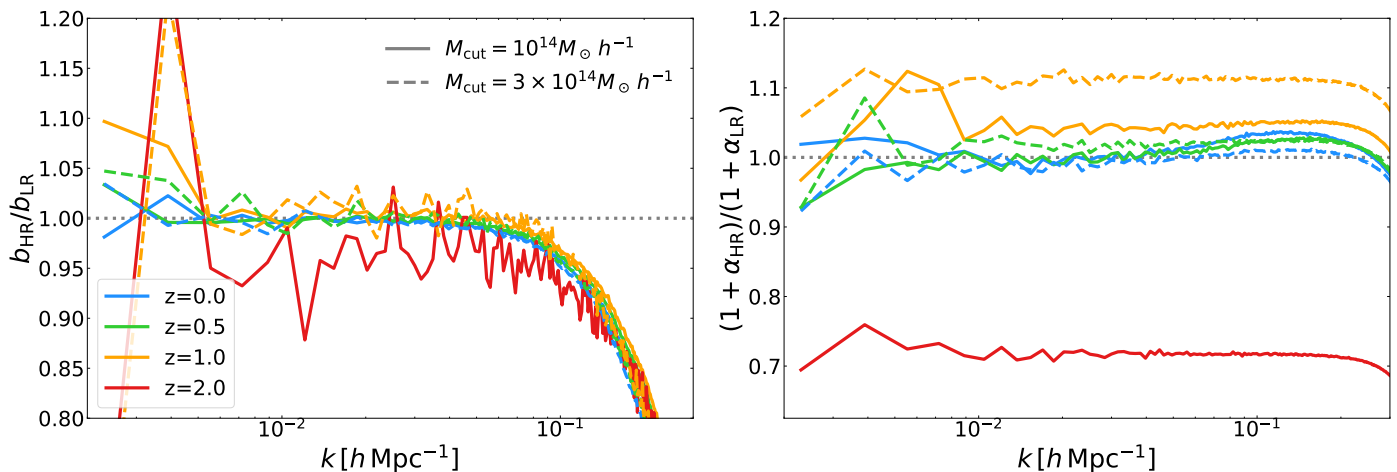 1.20
1.15
1.10
1.05
1.00
0.95
0.90
0.85
0.80
b_HR/b_LR
M_cut = 10^14 M_⊙ h^−1
M_cut = 3 × 10^14 M_⊙ h^−1
z=0.0
z=0.5
z=1.0
z=2.0
10^−2
10^−1
k [h Mpc^−1]
1.2
1.1
1.0
0.9
0.8
0.7
(1 + α_HR)/(1 + α_LR)
10^−2
10^−1
k [h Mpc^−1]